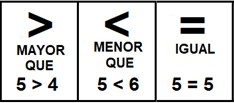 >
MAYOR
QUE
5 > 4
<
MENOR
QUE
5 < 6
=
IGUAL
5 = 5